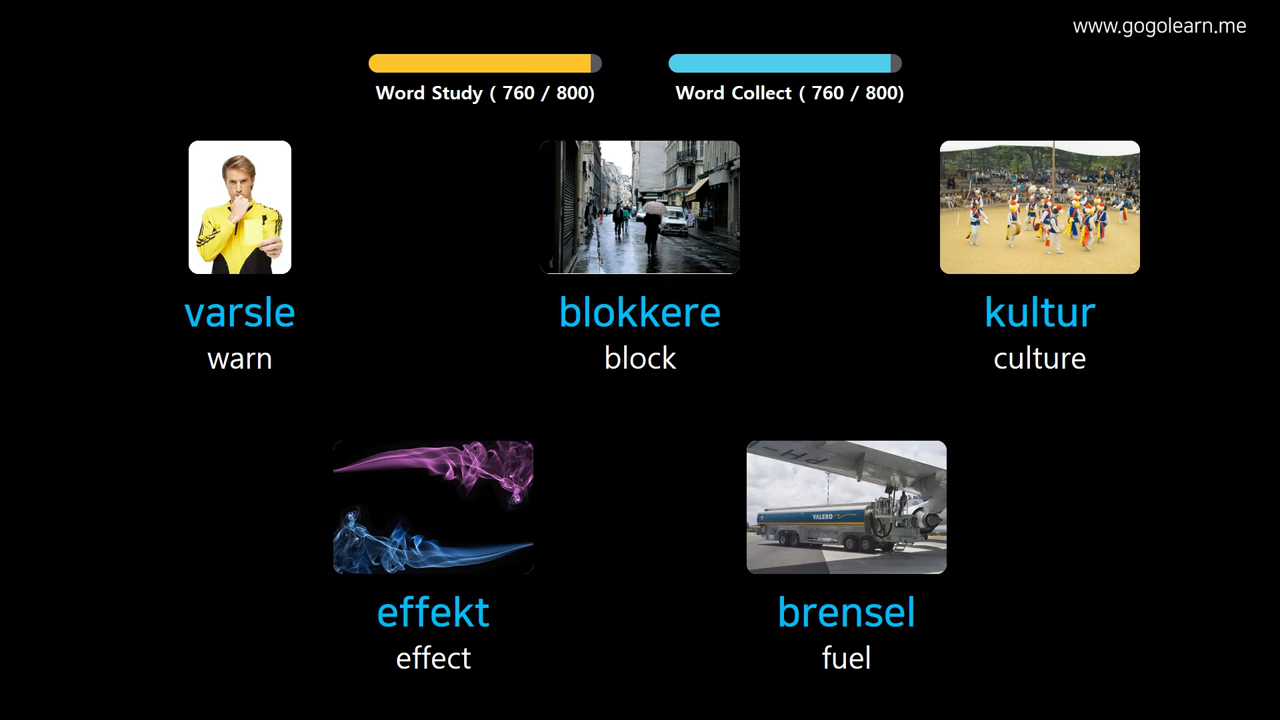 www.gogolearn.me
Word Study ( 760 / 800)
Word Collect ( 760 / 800)
varsle
warn
blokkere
block
kultur
culture
VALERO
effekt
effect
brensel
fuel